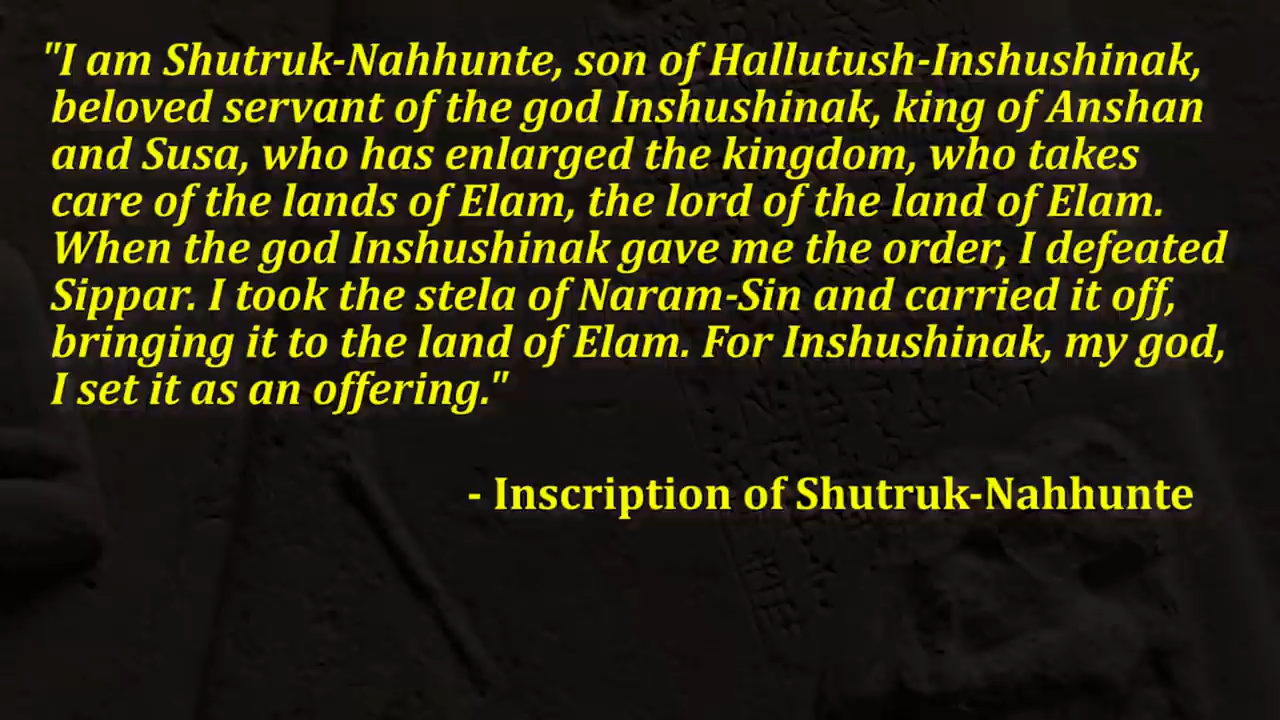 "I am Shutruk-Nahhunte, son of Hallutush-Inshushinak,
beloved servant of the god Inshushinak, king of Anshan
and Susa, who has enlarged the kingdom, who takes
care of the lands of Elam, the lord of the land of Elam.
When the god Inshushinak gave me the order, I defeated
Sippar. I took the stela of Naram-Sin and carried it off,
bringing it to the land of Elam. For Inshushinak, my god,
I set it as an offering."
- Inscription of Shutruk-Nahhunte